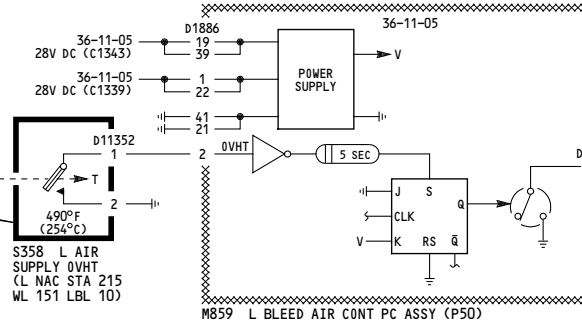 36-11-05
D1886
36-11-05
28V DC (C1343)
19
39
36-11-05
28V DC (C1339)
1
22
POWER
SUPPLY
V
41
21
D11352
1
2
OVHT
5 SEC
T
2
490°F
(254°C)
J
S
CLK
Q
V
K
RS
Q̅
D
S358 L AIR
SUPPLY OVHT
(L NAC STA 215
WL 151 LBL 10)
M859 L BLEED AIR CONT PC ASSY (P50)